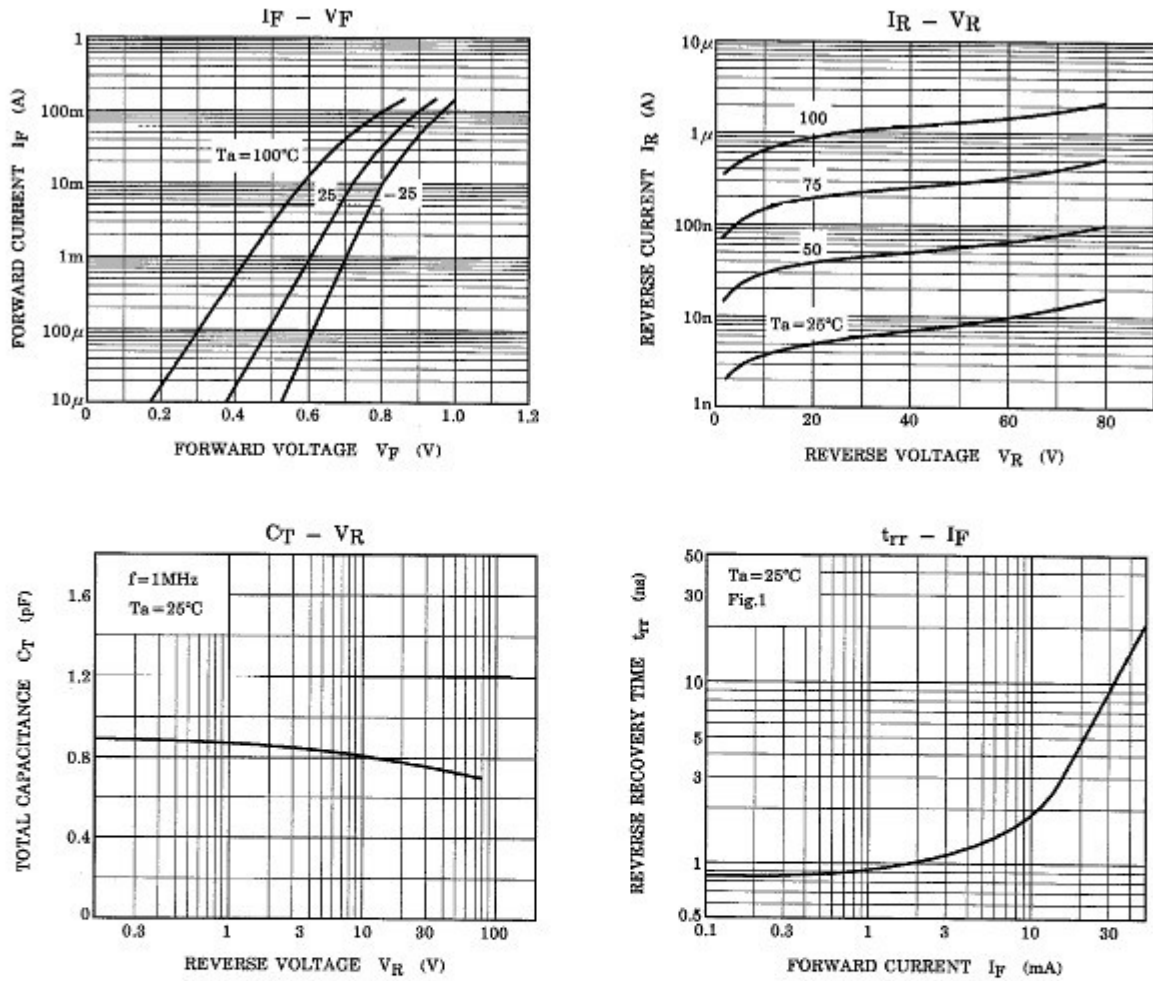 IF − VF
FORWARD CURRENT IF (A)
1
100m
10m
1m
100μ
10μ
Ta=100°C
25
−25
0 0.2 0.4 0.6 0.8 1.0 1.2
FORWARD VOLTAGE VF (V)
IR − VR
REVERSE CURRENT IR (A)
10μ
1μ
100n
10n
1n
100
75
50
Ta=25°C
0 20 40 60 80
REVERSE VOLTAGE VR (V)
CT − VR
TOTAL CAPACITANCE CT (pF)
f=1MHz
Ta=25°C
1.6
1.2
0.8
0.4
0
0.3 1 3 10 30 100
REVERSE VOLTAGE VR (V)
trr − IF
REVERSE RECOVERY TIME trr (ns)
Ta=25°C
Fig.1
50
30
10
5
3
1
0.5
0.1 0.3 1 3 10 30
FORWARD CURRENT IF (mA)